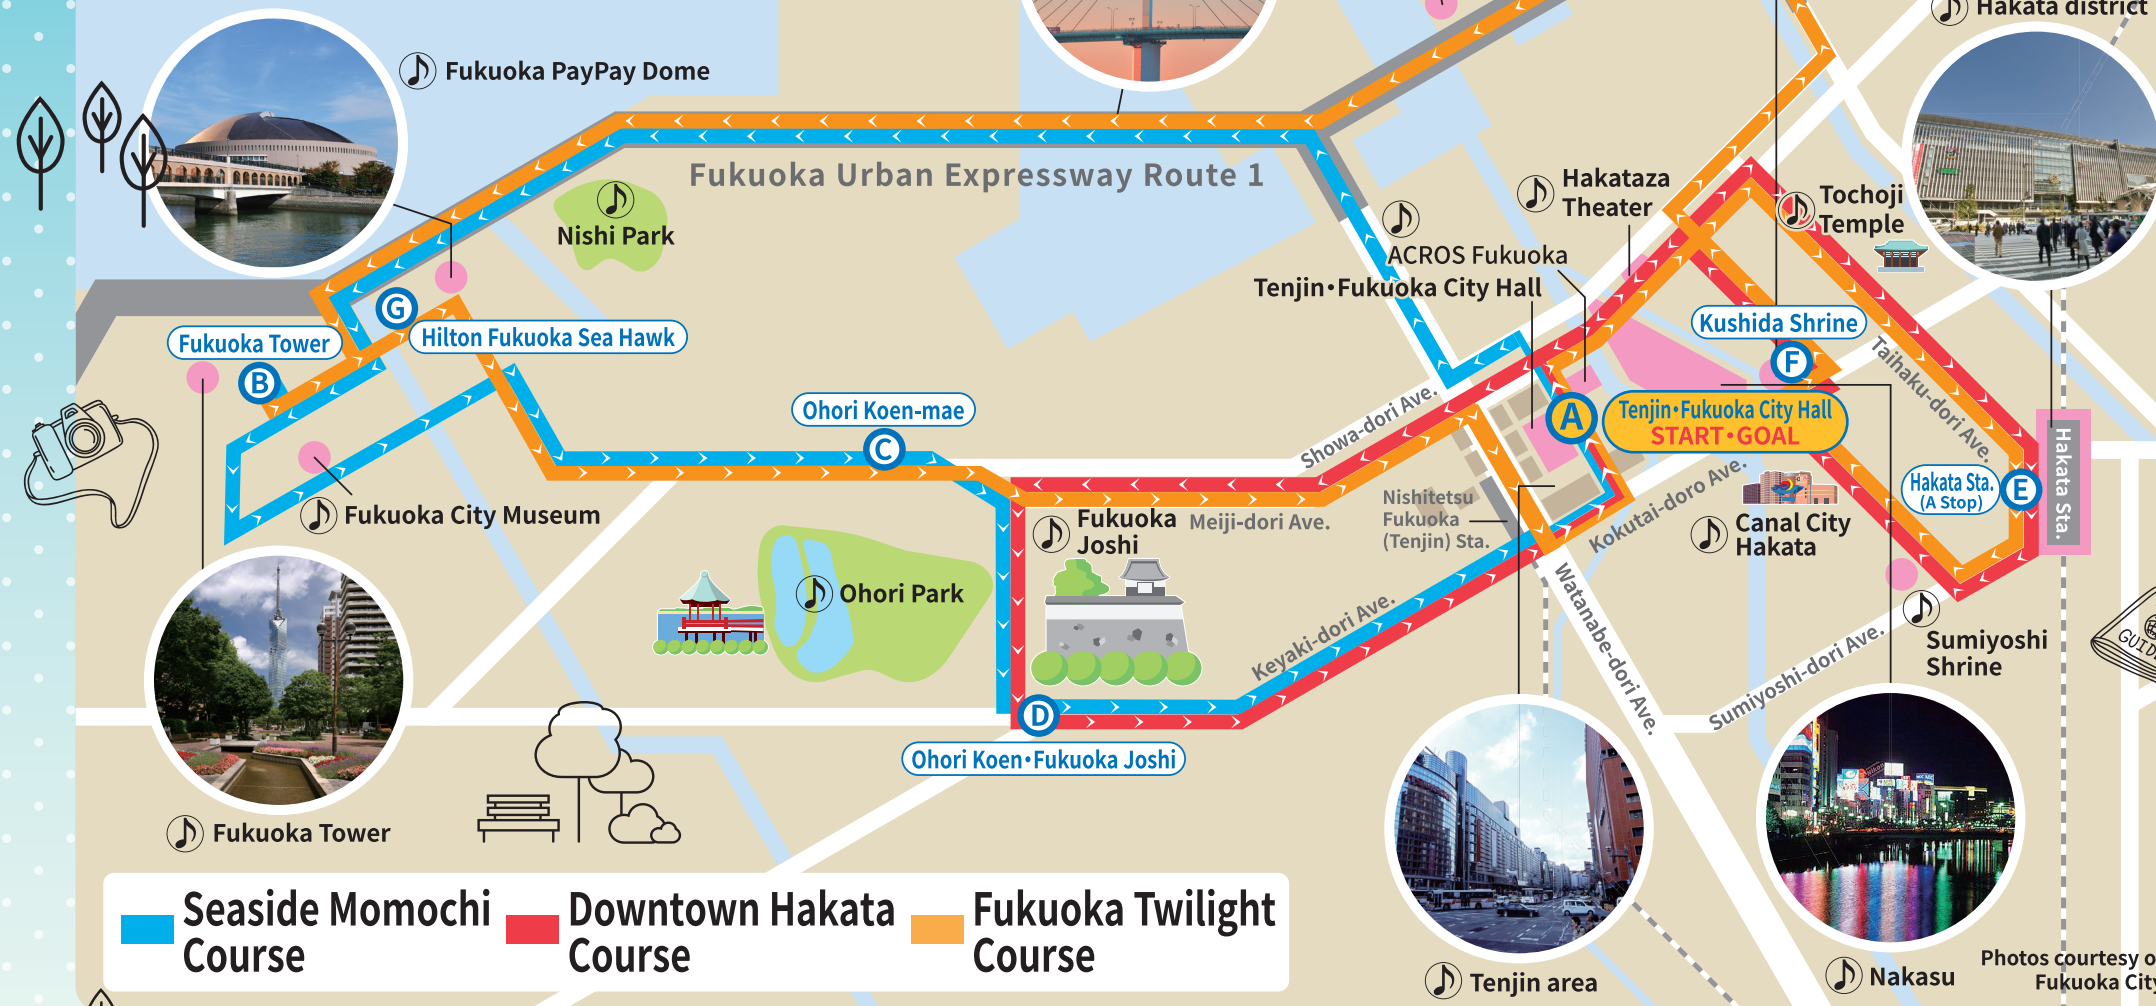 Hakata district
Fukuoka PayPay Dome
Fukuoka Urban Expressway Route 1
Nishi Park
Hakataza
Theater
Tochoji
Temple
ACROS Fukuoka
Tenjin・Fukuoka City Hall
G
Hilton Fukuoka Sea Hawk
Fukuoka Tower
B
Kushida Shrine
F
Taihaku-dori Ave.
Ohori Koen-mae
C
Showa-dori Ave.
A
Tenjin・Fukuoka City Hall
START・GOAL
Hakata Sta.
Hakata Sta.
(A Stop)
E
Fukuoka City Museum
Nishitetsu
Fukuoka
(Tenjin) Sta.
Kokutai-doro Ave.
Fukuoka
Joshi
Meiji-dori Ave.
Canal City
Hakata
Ohori Park
Keyaki-dori Ave.
Watanabe-dori Ave.
Sumiyoshi-dori Ave.
Sumiyoshi
Shrine
D
Ohori Koen・Fukuoka Joshi
Fukuoka Tower
Seaside Momochi
Course
Downtown Hakata
Course
Fukuoka Twilight
Course
Tenjin area
Nakasu
Photos courtesy
Fukuoka